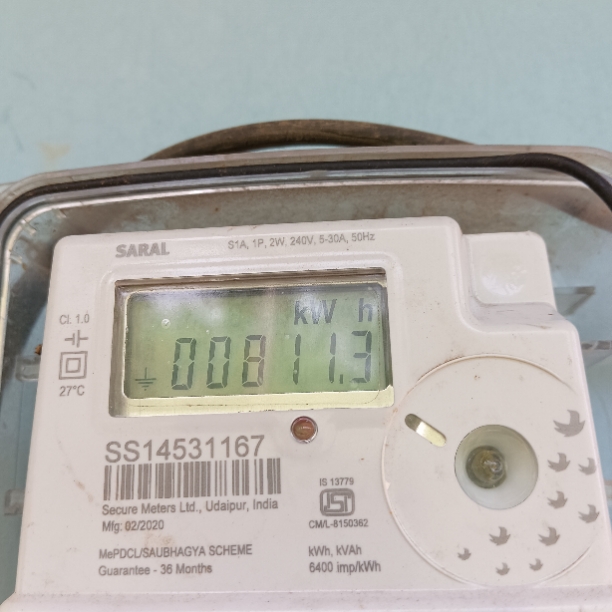 SARAL
S1A, 1P, 2W, 240V, 5-30A, 50Hz
kW h
Cl. 1.0
00811.3
27°C
SS14531167
Secure Meters Ltd., Udaipur, India
Mfg: 02/2020
IS 13779
ISI
CM/L-8150362
MePDCL/SAUBHAGYA SCHEME
Guarantee - 36 Months
kWh, kVAh
6400 imp/kWh